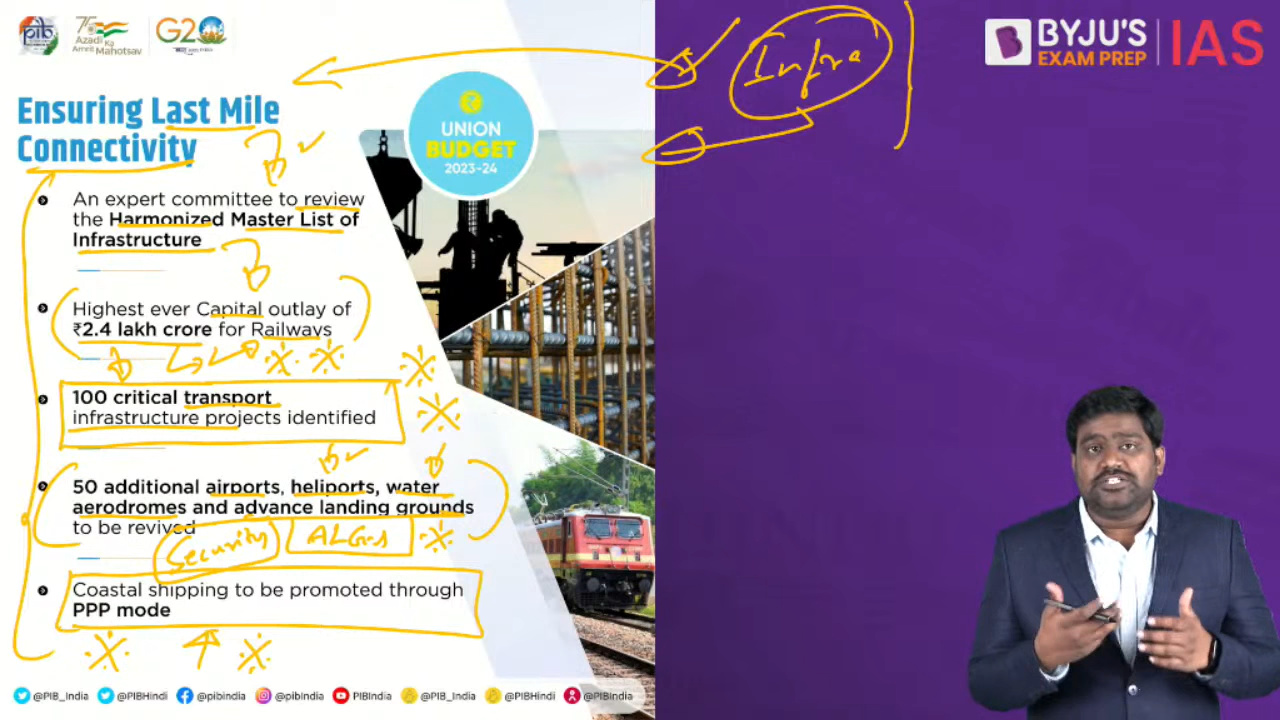 pib
75
Azadi
Ka
Amrit Mahotsav
G20
BYJU'S
EXAM PREP
IAS
Infra
Ensuring Last Mile
Connectivity
UNION
BUDGET
2023-24
An expert committee to review
the Harmonized Master List of
Infrastructure
Highest ever Capital outlay of
₹2.4 lakh crore for Railways
100 critical transport
infrastructure projects identified
50 additional airports, heliports, water
aerodromes and advance landing grounds
to be revived
Security
ALGs
Coastal shipping to be promoted through
PPP mode
@PIB_India
@PIBHindi
@pibindia
@pibindia
PIBIndia
@PIB_India
@PIBHindi
@PIBIndia